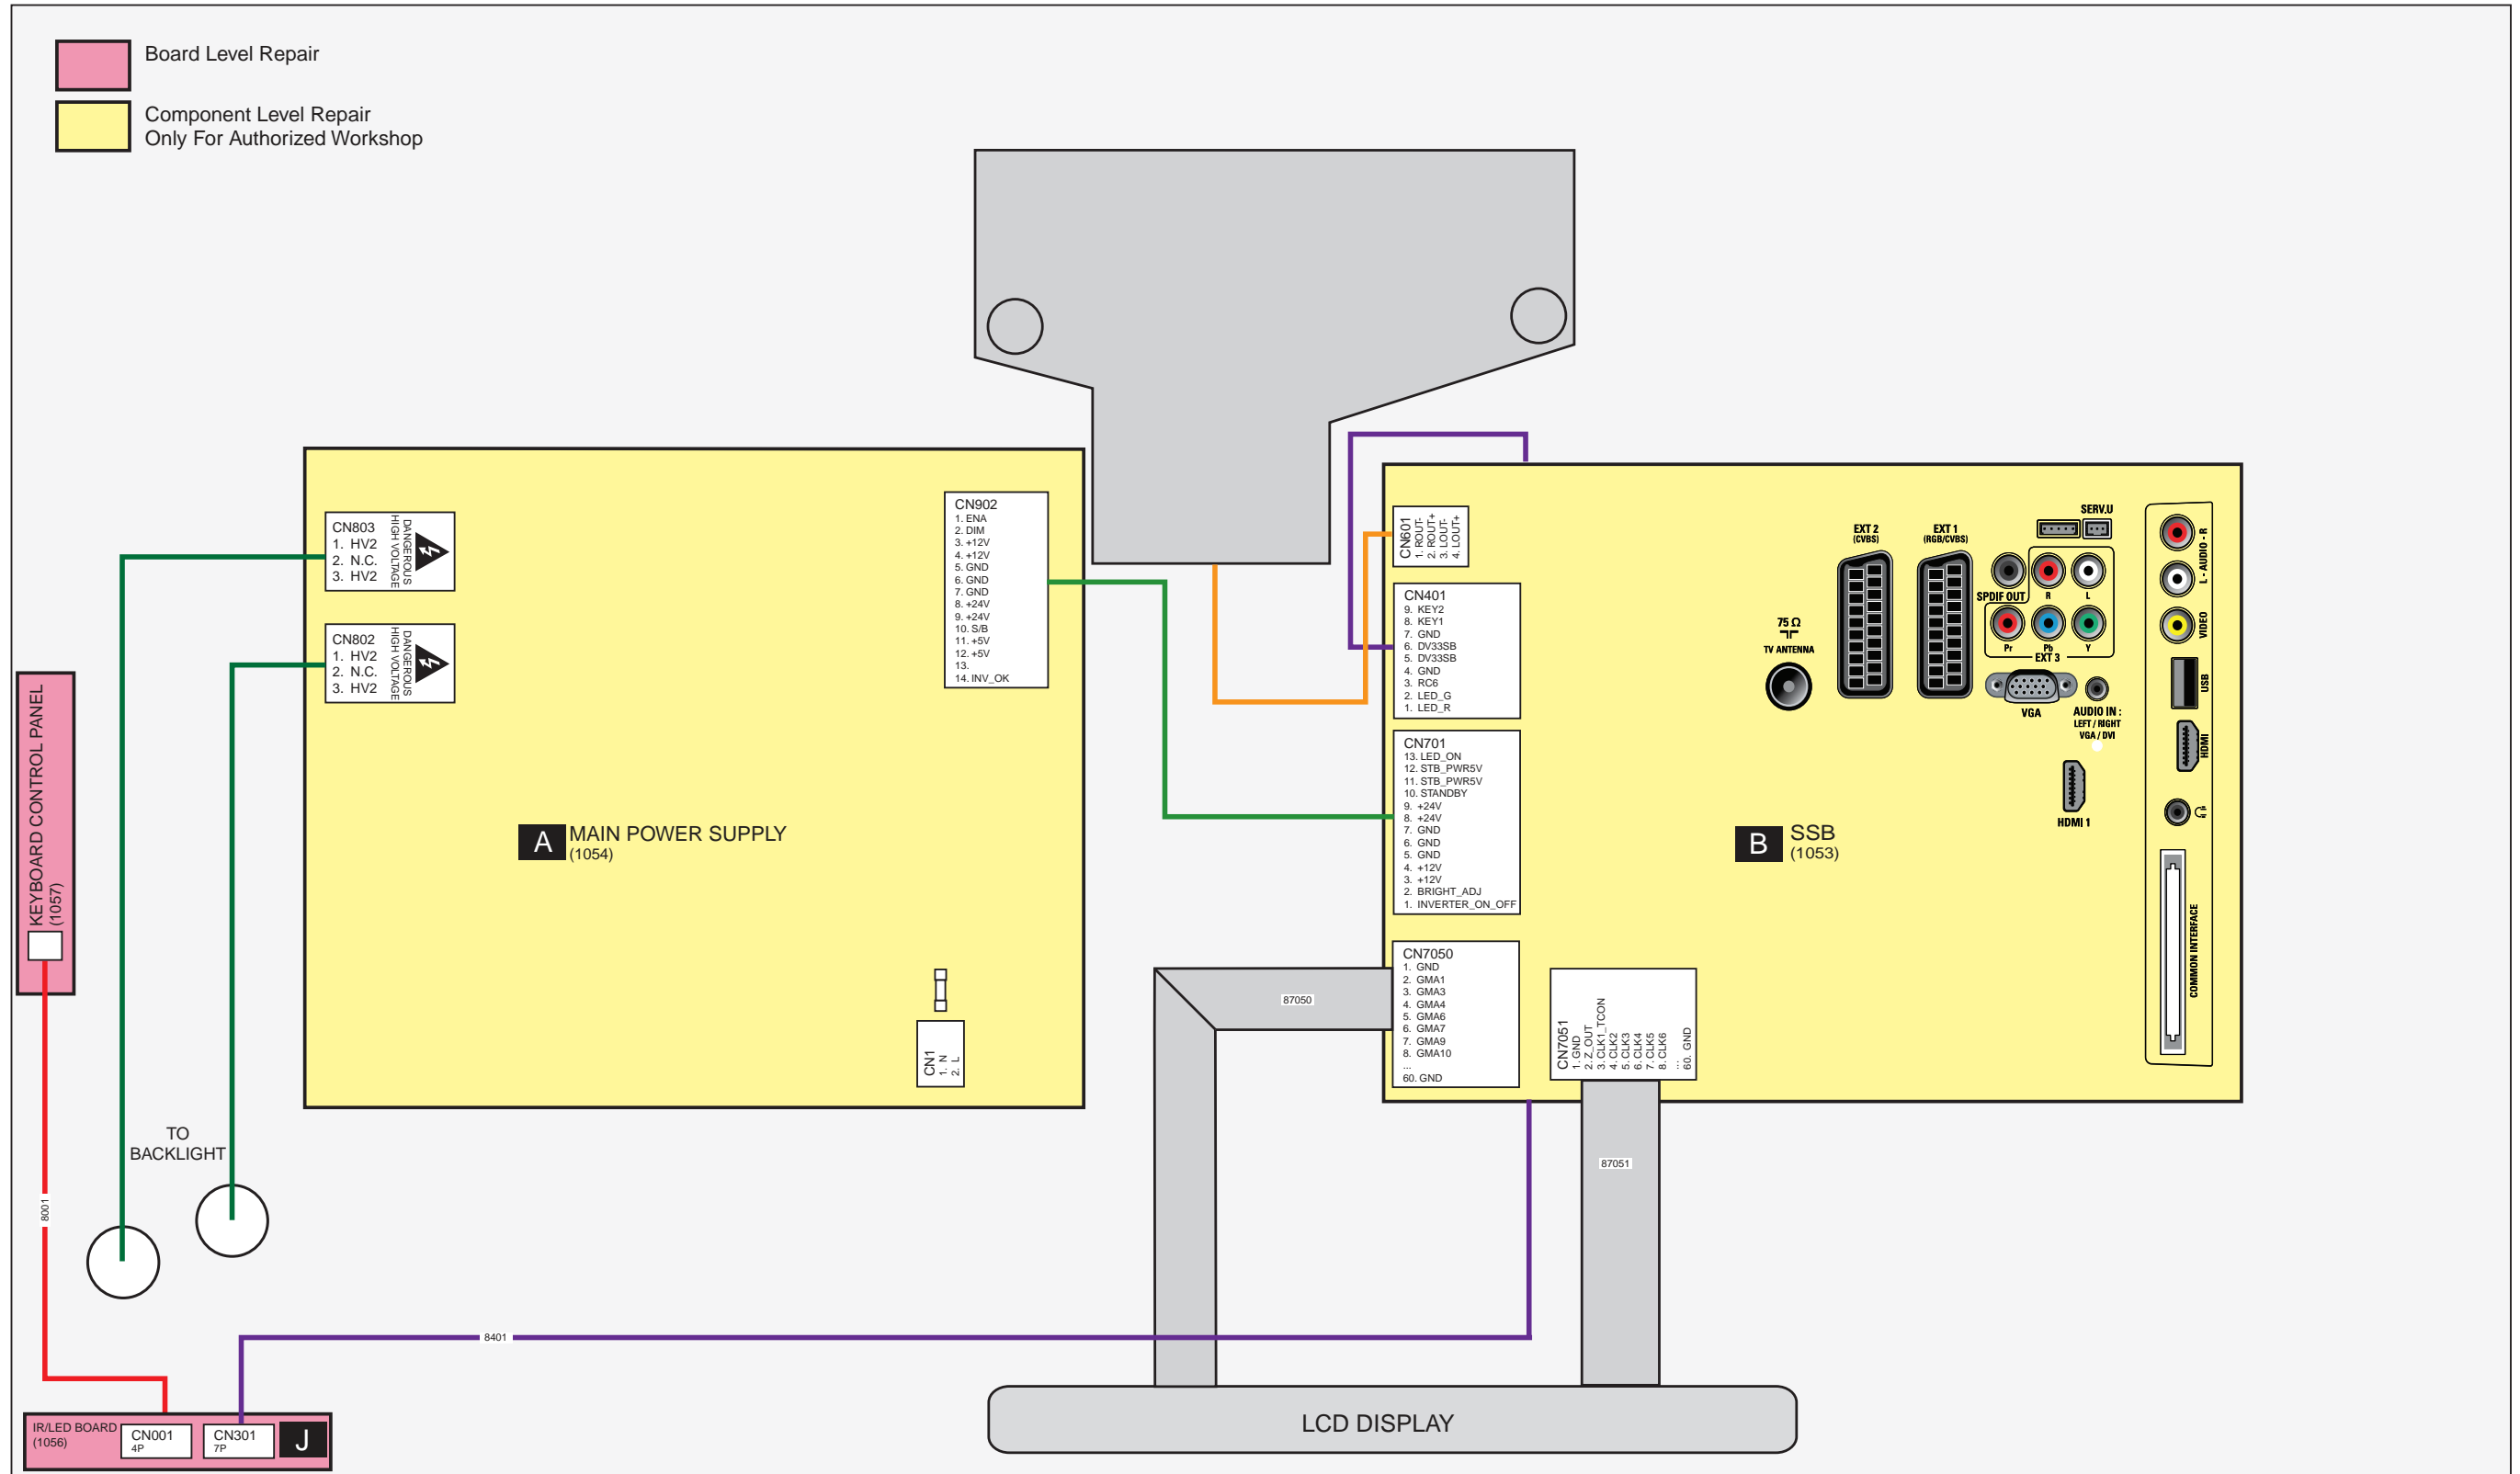 Board Level Repair
Component Level Repair
Only For Authorized Workshop
CN803
1. HV2
2. N.C.
3. HV2
DANGEROUS
HIGH VOLTAGE
CN802
1. HV2
2. N.C.
3. HV2
DANGEROUS
HIGH VOLTAGE
CN902
1. ENA
2. DIM
3. +12V
4. +12V
5. GND
6. GND
7. GND
8. +24V
9. +24V
10. S/B
11. +5V
12. +5V
13.
14. INV_OK
A MAIN POWER SUPPLY
(1054)
CN1
1. N
2. L
KEYBOARD CONTROL PANEL
(1057)
8001
TO
BACKLIGHT
8401
IR/LED BOARD
(1056)
CN001
4P
CN301
7P
J
CN601
1. ROUT-
2. ROUT+
3. LOUT-
4. LOUT+
CN401
9. KEY2
8. KEY1
7. GND
6. DV33SB
5. DV33SB
4. GND
3. RC6
2. LED_G
1. LED_R
CN701
13. LED_ON
12. STB_PWR5V
11. STB_PWR5V
10. STANDBY
9. +24V
8. +24V
7. GND
6. GND
5. GND
4. +12V
3. +12V
2. BRIGHT_ADJ
1. INVERTER_ON_OFF
CN7050
1. GND
2. GMA1
3. GMA3
4. GMA4
5. GMA6
6. GMA7
7. GMA9
8. GMA10
...
60. GND
87050
CN7051
1. GND
2. Z_OUT
3. CLK1_TCON
4. CLK2
5. CLK3
6. CLK4
7. CLK5
8. CLK6
...
60. GND
87051
B SSB
(1053)
75 Ω
TV ANTENNA
EXT 2
(CVBS)
EXT 1
(RGB/CVBS)
SERV.U
SPDIF OUT
R
L
Pr
Pb
Y
EXT 3
VGA
AUDIO IN :
LEFT / RIGHT
VGA / DVI
HDMI 1
L - AUDIO - R
VIDEO
USB
HDMI
COMMON INTERFACE
LCD DISPLAY